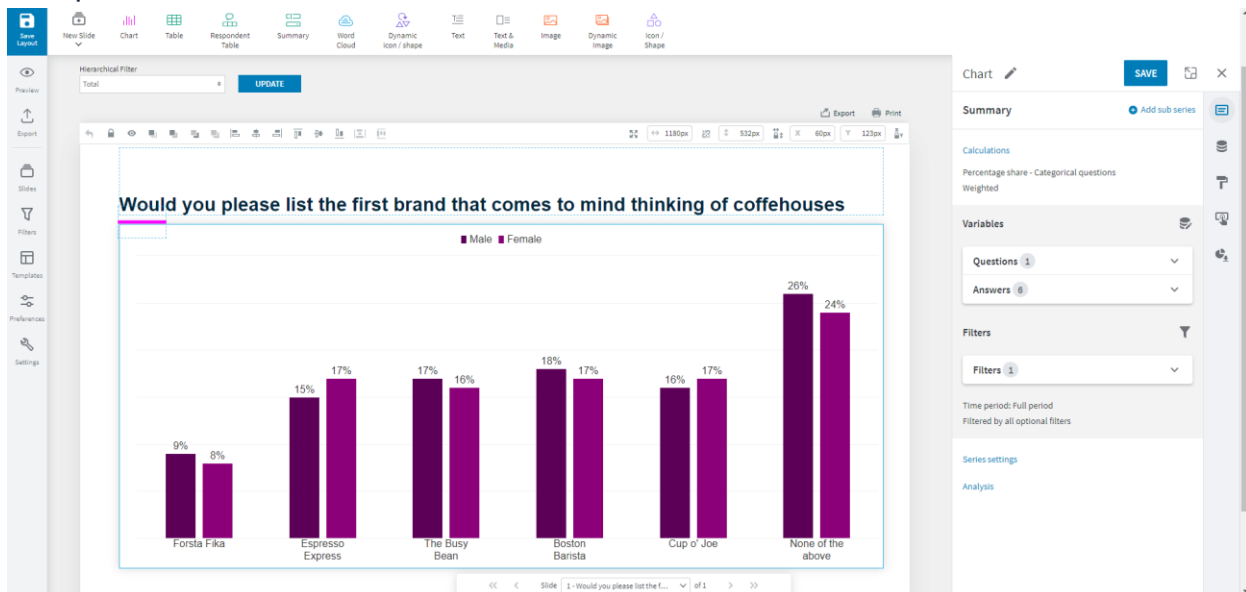 Save Layout
New Slide
Chart
Table
Respondent Table
Summary
Word Cloud
Dynamic Icon / shape
Text
Text & Media
Image
Dynamic Image
Icon / Shape
Preview
Export
Slides
Filters
Templates
Preferences
Settings
Hierarchical Filter
Total
UPDATE
Export
Print
1180px
532px
X 60px
Y 123px
Would you please list the first brand that comes to mind thinking of coffehouses
Male Female
9%
8%
15%
17%
17%
16%
18%
17%
16%
17%
26%
24%
Forsta Fika
Espresso
Express
The Busy
Bean
Boston
Barista
Cup o' Joe
None of the
above
Slide 1 - Would you please list the f... of 1
Chart
SAVE
Summary
Add sub series
Calculations
Percentage share - Categorical questions
Weighted
Variables
Questions 1
Answers 6
Filters
Filters 1
Time period: Full period
Filtered by all optional filters
Series settings
Analysis